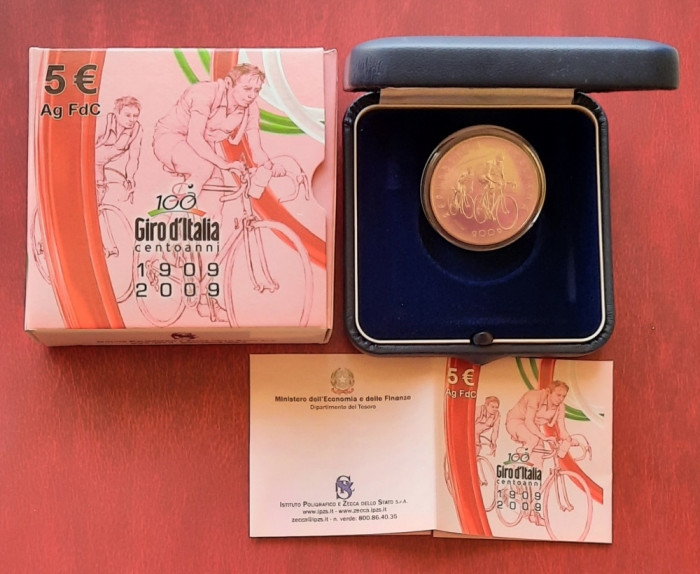 5 €
Ag FdC
100
Giro d'Italia
centoanni
1909
2009
2009
Ministero dell'Economia e delle Finanze
Dipartimento del Tesoro
ISTITUTO POLIGRAFICO E ZECCA DELLO STATO S.P.A.
www.ipzs.it - www.zecca.ipzs.it
zecca@ipzs.it - n. verde: 800.86.40.35
5 €
Ag FdC
100
Giro d'Italia
centoanni
1909
2009